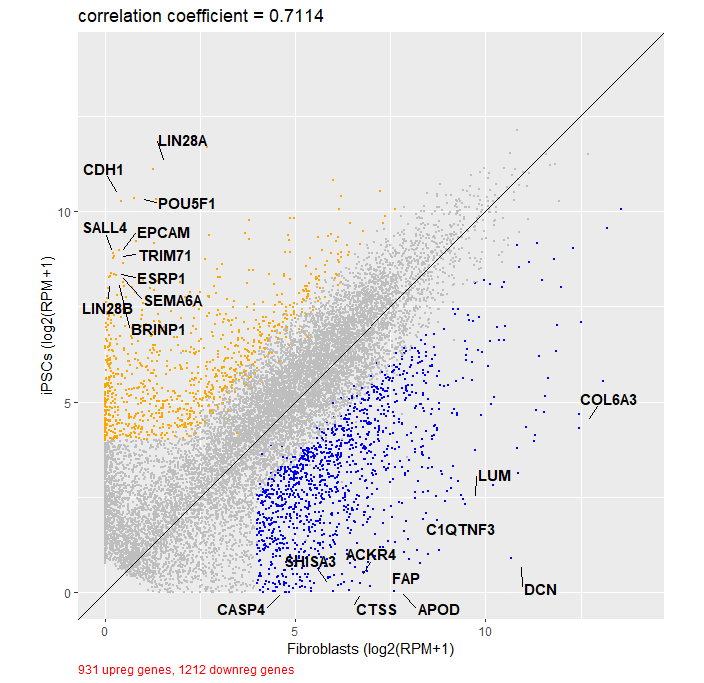 correlation coefficient = 0.7114
LIN28A
CDH1
POU5F1
SALL4
EPCAM
TRIM71
ESRP1
SEMA6A
LIN28B
BRINP1
COL6A3
LUM
C1QTNF3
ACKR4
SHISA3
FAP
DCN
CASP4
CTSS
APOD
10
5
0
0
5
10
iPSCs (log2(RPM+1)
Fibroblasts (log2(RPM+1)
931 upreg genes, 1212 downreg genes